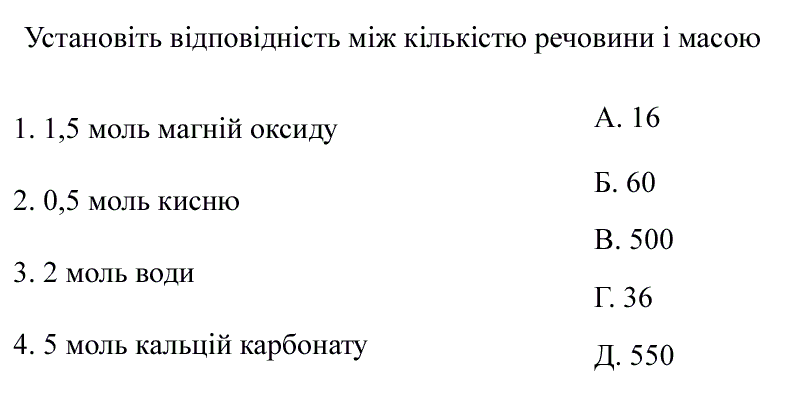 Установіть відповідність між кількістю речовини і масою
1. 1,5 моль магній оксиду
2. 0,5 моль кисню
3. 2 моль води
4. 5 моль кальцій карбонату
А. 16
Б. 60
В. 500
Г. 36
Д. 550